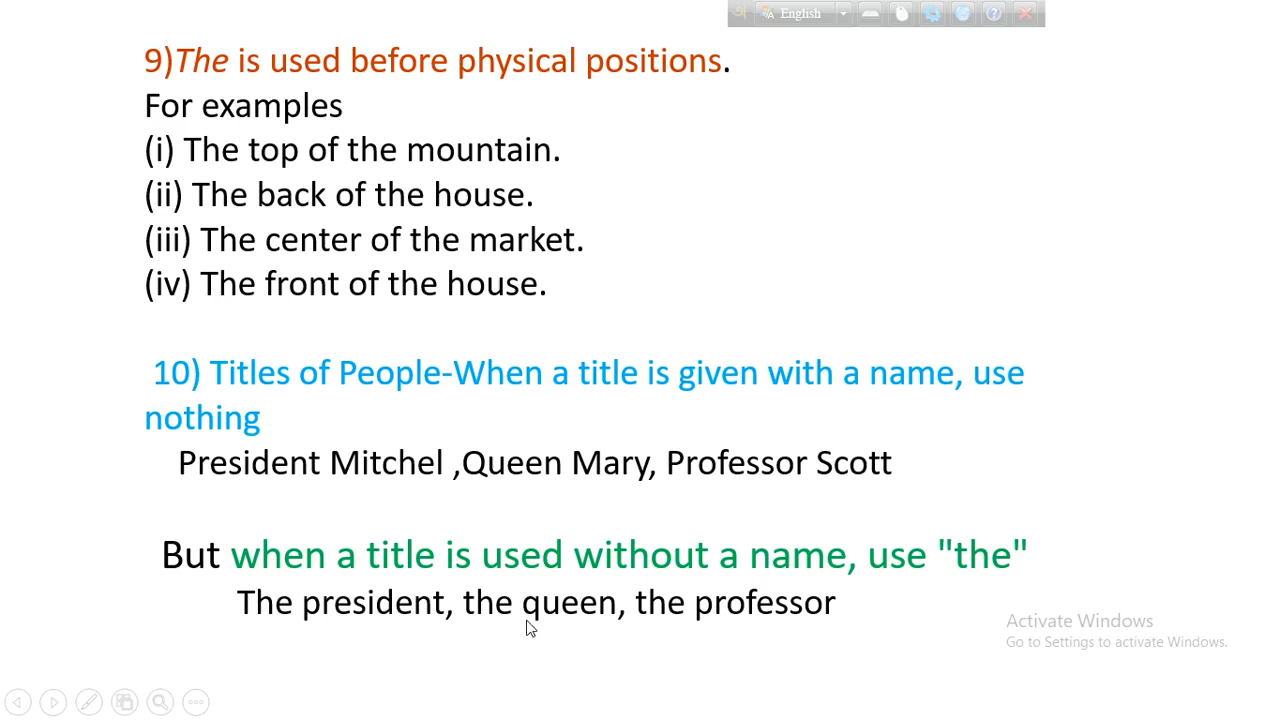 English
9)The is used before physical positions.
For examples
(i) The top of the mountain.
(ii) The back of the house.
(iii) The center of the market.
(iv) The front of the house.
10) Titles of People-When a title is given with a name, use
nothing
President Mitchel ,Queen Mary, Professor Scott
But when a title is used without a name, use "the"
The president, the queen, the professor
Activate Windows
Go to Settings to activate Windows.